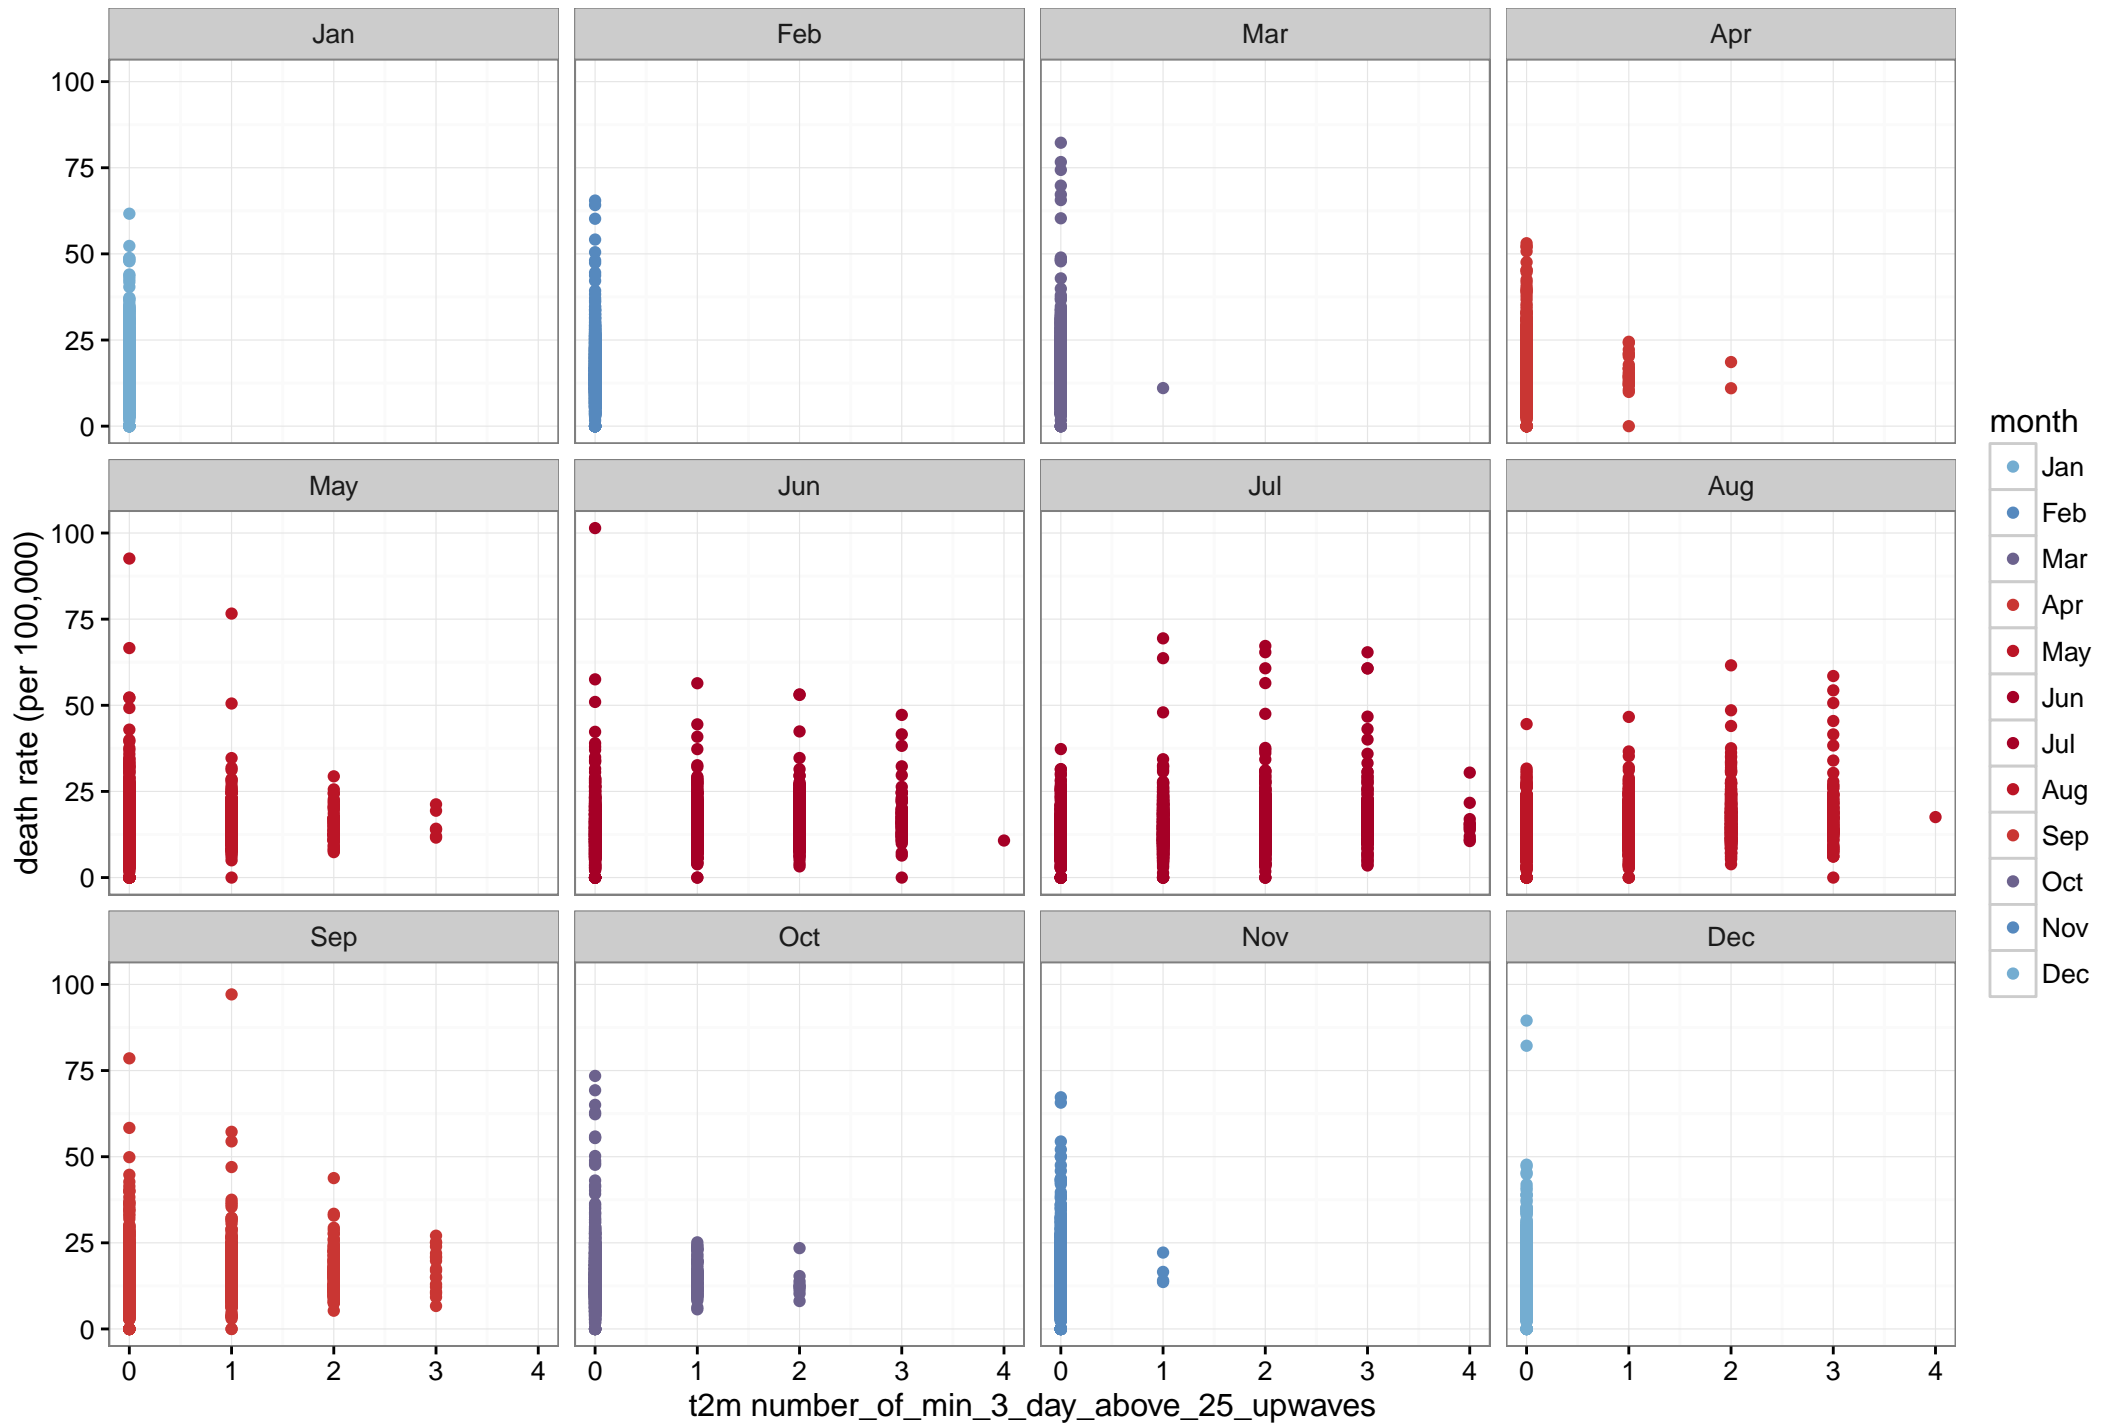 Jan Feb Mar Apr
100
75
50
25
0
May Jun Jul Aug
100
75
50
25
0
Sep Oct Nov Dec
100
75
50
25
0
0 1 2 3 4 0 1 2 3 4 0 1 2 3 4 0 1 2 3 4
t2m number_of_min_3_day_above_25_upwaves
death rate (per 100,000)
month
Jan
Feb
Mar
Apr
May
Jun
Jul
Aug
Sep
Oct
Nov
Dec